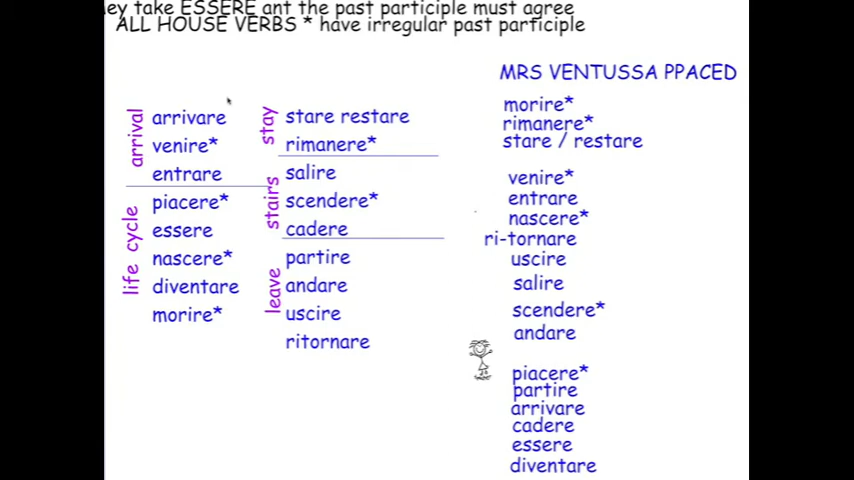 ey take ESSERE ant the past participle must agree
ALL HOUSE VERBS * have irregular past participle
arrival
arrivare
venire*
entrare
life cycle
piacere*
essere
nascere*
diventare
morire*
stay
stare restare
rimanere*
stairs
salire
scendere*
cadere
leave
partire
andare
uscire
ritornare
MRS VENTUSSA PPACED
morire*
rimanere*
stare / restare
venire*
entrare
nascere*
ri-tornare
uscire
salire
scendere*
andare
piacere*
partire
arrivare
cadere
essere
diventare